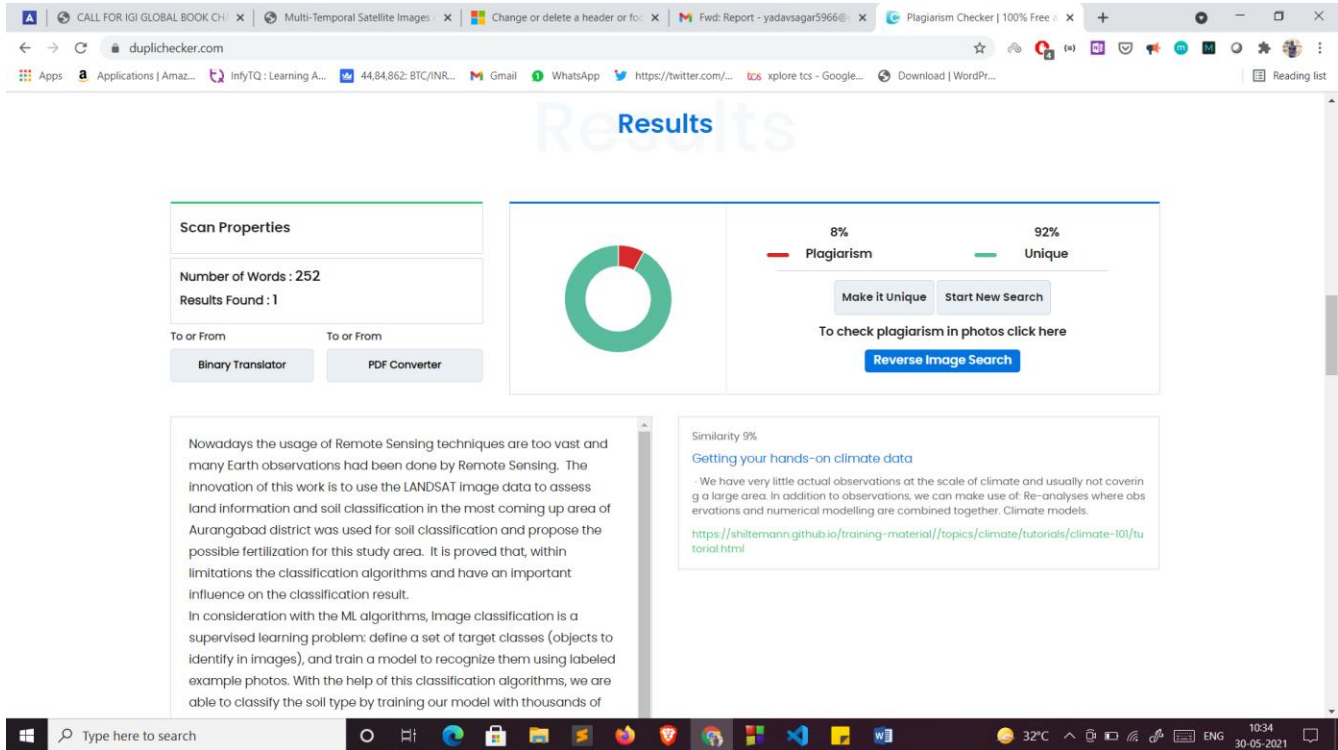 CALL FOR IGI GLOBAL BOOK CH
Multi-Temporal Satellite Images
Change or delete a header or foo
Fwd: Report - yadavsagar5966@
Plagiarism Checker | 100% Free a
duplichecker.com
Apps
Applications | Amaz...
InfyTQ : Learning A...
44,84,862: BTC/INR...
Gmail
WhatsApp
https://twitter.com/...
tcs xplore tcs - Google...
Download | WordPr...
Reading list
Results
Results
Scan Properties
Number of Words : 252
Results Found : 1
To or From To or From
Binary Translator PDF Converter
8% 92%
Plagiarism Unique
Make it Unique Start New Search
To check plagiarism in photos click here
Reverse Image Search
Nowadays the usage of Remote Sensing techniques are too vast and
many Earth observations had been done by Remote Sensing. The
innovation of this work is to use the LANDSAT image data to assess
land information and soil classification in the most coming up area of
Aurangabad district was used for soil classification and propose the
possible fertilization for this study area. It is proved that, within
limitations the classification algorithms and have an important
influence on the classification result.
In consideration with the ML algorithms, Image classification is a
supervised learning problem: define a set of target classes (objects to
identify in images), and train a model to recognize them using labeled
example photos. With the help of this classification algorithms, we are
able to classify the soil type by training our model with thousands of
Similarity 9%
Getting your hands-on climate data
- We have very little actual observations at the scale of climate and usually not coverin
g a large area. In addition to observations, we can make use of: Re-analyses where obs
ervations and numerical modelling are combined together. Climate models.
https://shiltemann.github.io/training-material//topics/climate/tutorials/climate-101/tu
torial.html
Type here to search
32°C
ENG
10:34
30-05-2021